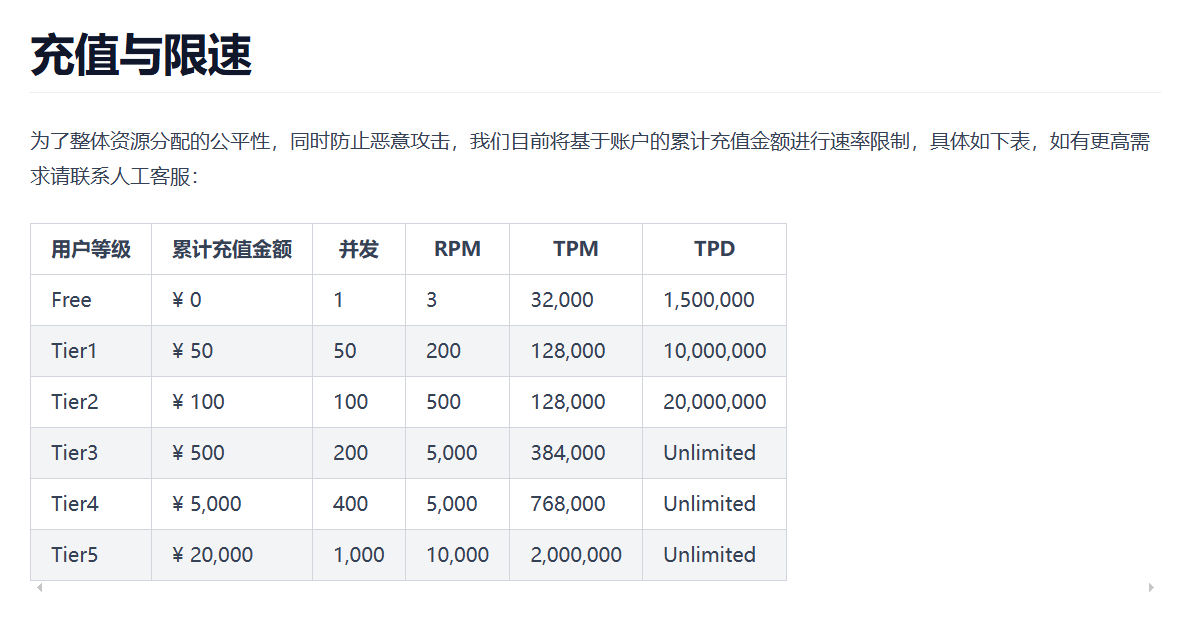 充值与限速
为了整体资源分配的公平性，同时防止恶意攻击，我们目前将基于账户的累计充值金额进行速率限制，具体如下表，如有更高需
求请联系人工客服：
用户等级 累计充值金额 并发 RPM TPM TPD
Free ¥ 0 1 3 32,000 1,500,000
Tier1 ¥ 50 50 200 128,000 10,000,000
Tier2 ¥ 100 100 500 128,000 20,000,000
Tier3 ¥ 500 200 5,000 384,000 Unlimited
Tier4 ¥ 5,000 400 5,000 768,000 Unlimited
Tier5 ¥ 20,000 1,000 10,000 2,000,000 Unlimited